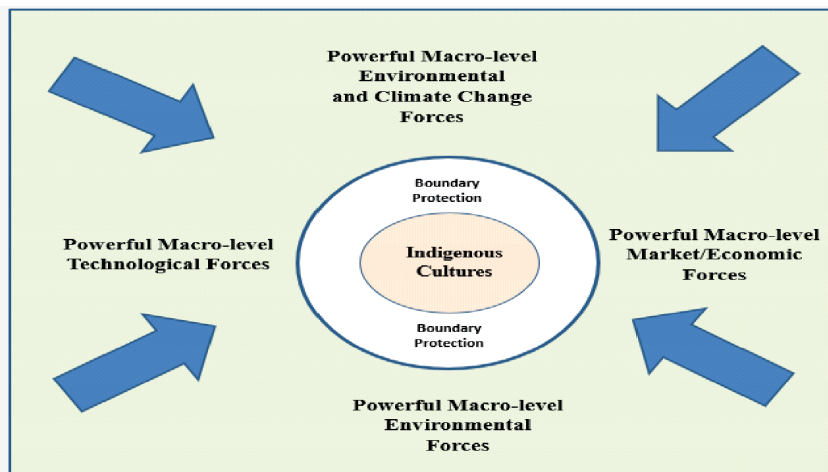 Powerful Macro-level
Environmental
and Climate Change
Forces
Boundary
Protection
Powerful Macro-level
Technological Forces
Indigenous
Cultures
Powerful Macro-level
Market/Economic
Forces
Boundary
Protection
Powerful Macro-level
Environmental
Forces